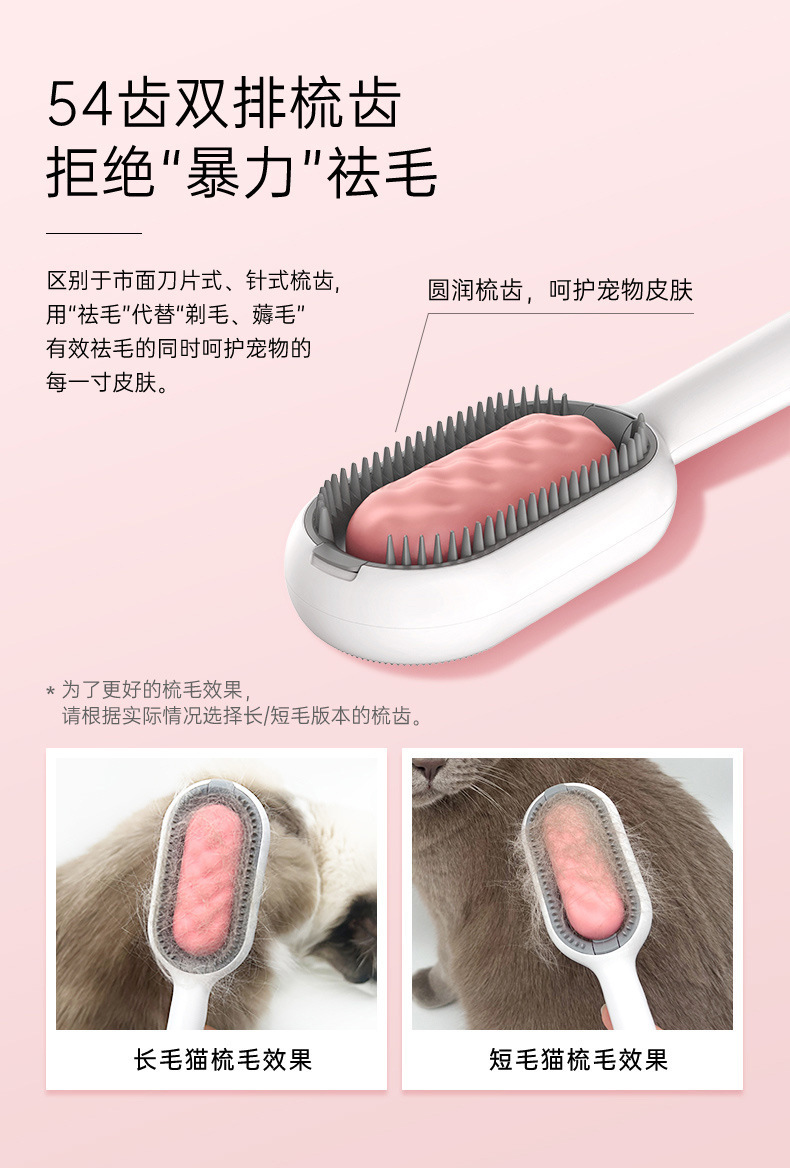 54齿双排梳齿
拒绝“暴力”祛毛
区别于市面刀片式、针式梳齿,
用“祛毛”代替“剃毛、薅毛”
有效祛毛的同时呵护宠物的
每一寸皮肤。
圆润梳齿，呵护宠物皮肤
* 为了更好的梳毛效果，
请根据实际情况选择长/短毛版本的梳齿。
长毛猫梳毛效果
短毛猫梳毛效果